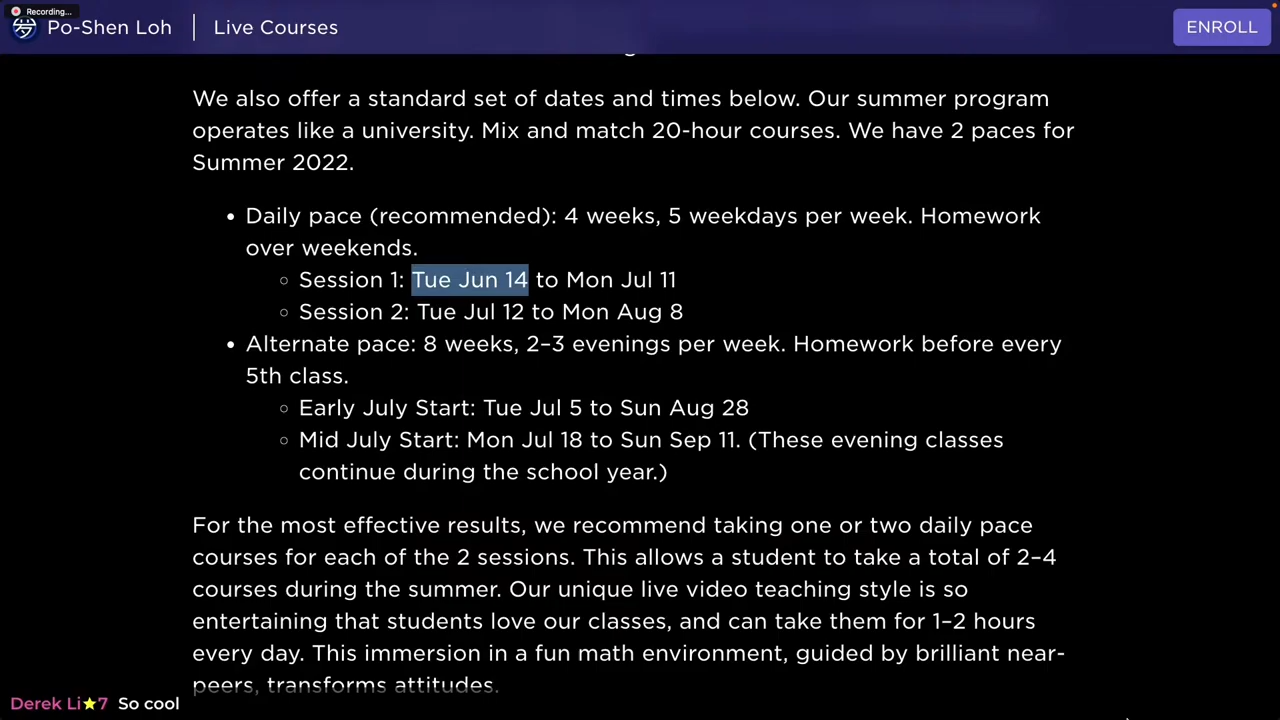 Recording...
Po-Shen Loh | Live Courses
ENROLL
We also offer a standard set of dates and times below. Our summer program
operates like a university. Mix and match 20-hour courses. We have 2 paces for
Summer 2022.
• Daily pace (recommended): 4 weeks, 5 weekdays per week. Homework
over weekends.
◦ Session 1: Tue Jun 14 to Mon Jul 11
◦ Session 2: Tue Jul 12 to Mon Aug 8
• Alternate pace: 8 weeks, 2–3 evenings per week. Homework before every
5th class.
◦ Early July Start: Tue Jul 5 to Sun Aug 28
◦ Mid July Start: Mon Jul 18 to Sun Sep 11. (These evening classes
continue during the school year.)
For the most effective results, we recommend taking one or two daily pace
courses for each of the 2 sessions. This allows a student to take a total of 2–4
courses during the summer. Our unique live video teaching style is so
entertaining that students love our classes, and can take them for 1–2 hours
every day. This immersion in a fun math environment, guided by brilliant near-
peers, transforms attitudes.
Derek Li⭐7 So cool